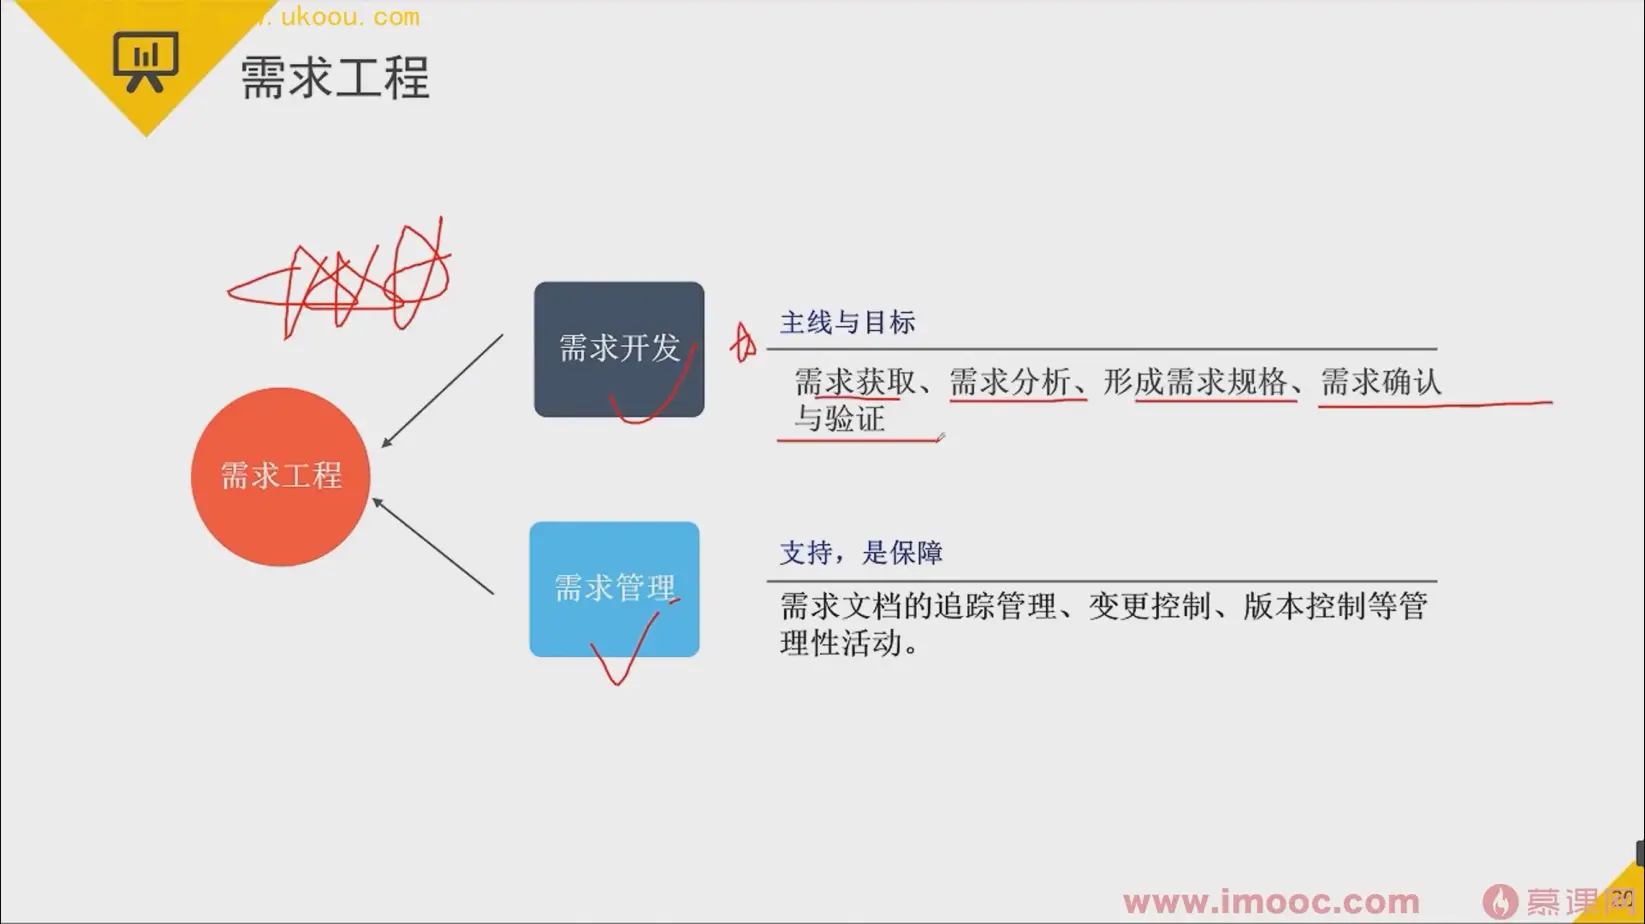 .ukoou.com
需求工程
需求开发
主线与目标
需求获取、需求分析、形成需求规格、需求确认
与验证
需求工程
需求管理
支持，是保障
需求文档的追踪管理、变更控制、版本控制等管
理性活动。
www.imooc.com
慕课网